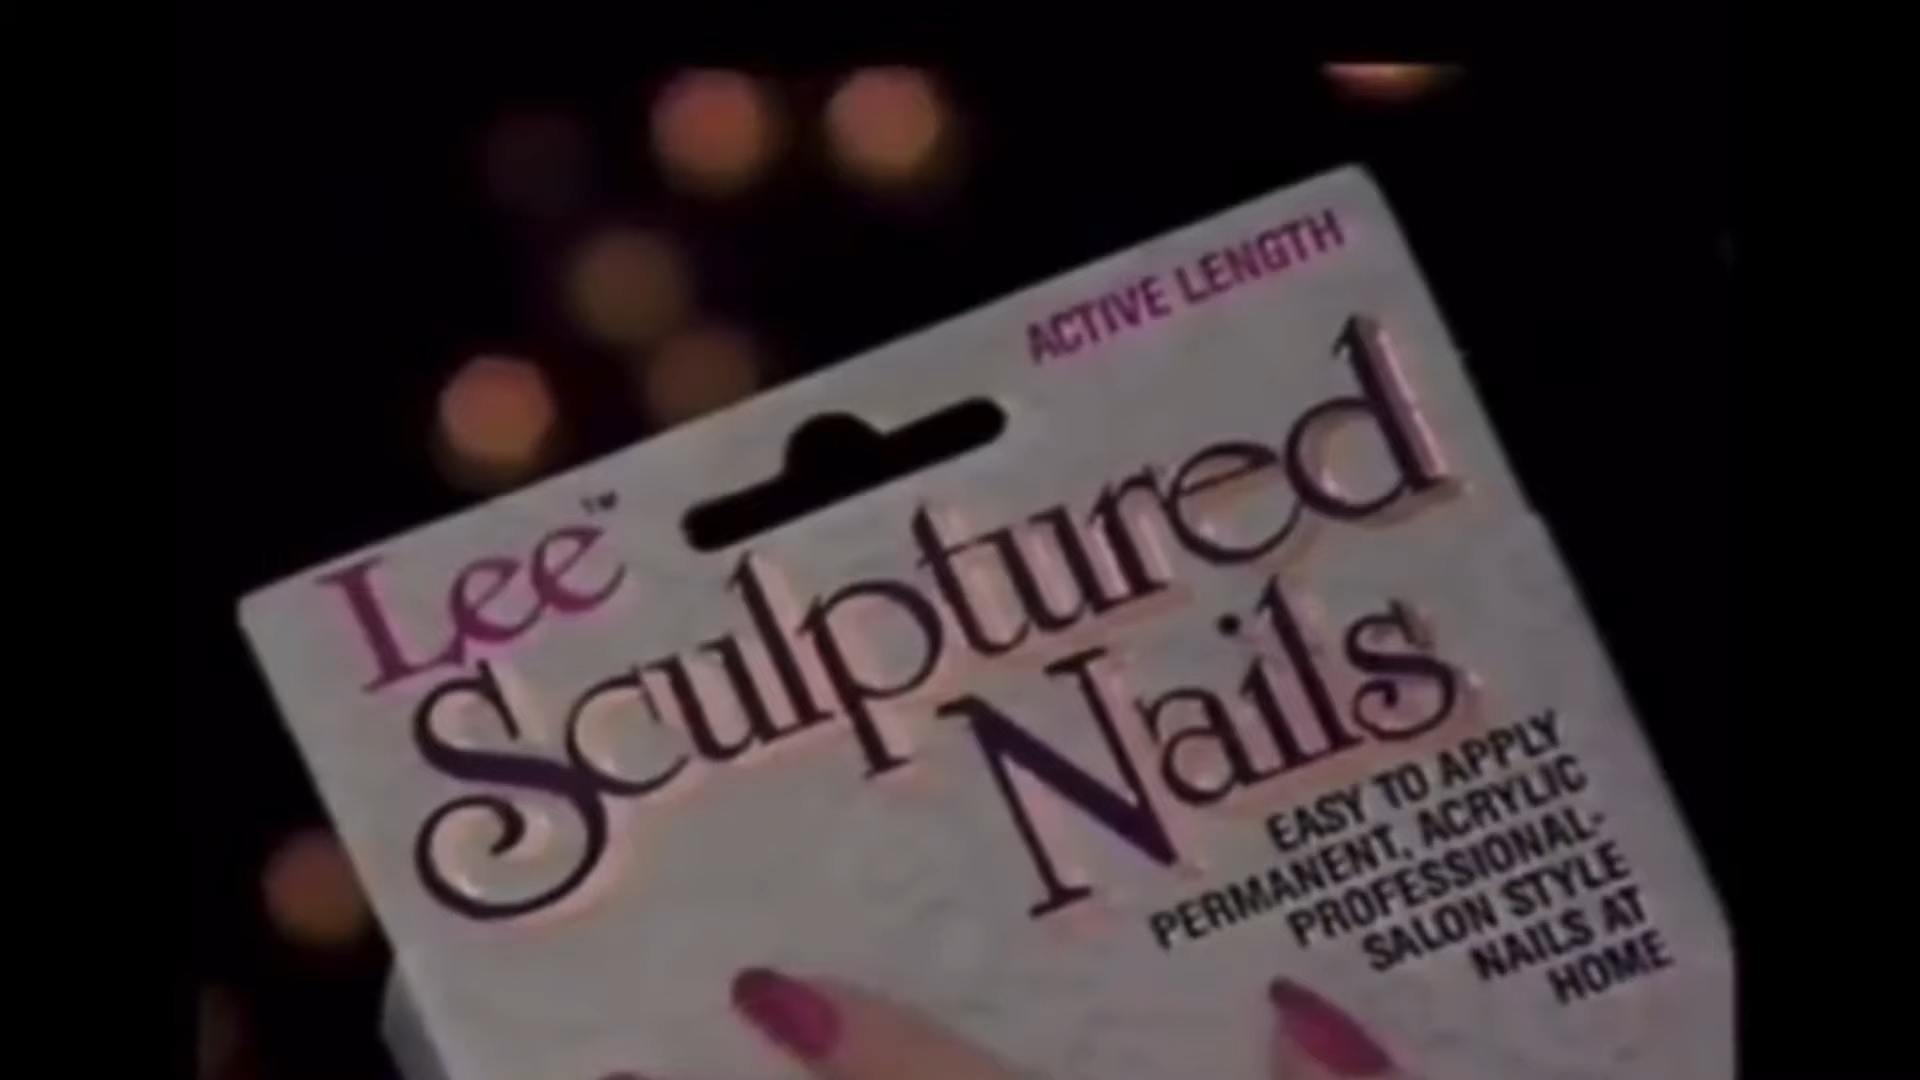 ACTIVE LENGTH
Lee™
Sculptured
Nails
EASY TO APPLY
PERMANENT, ACRYLIC
PROFESSIONAL-
SALON STYLE
NAILS AT
HOME